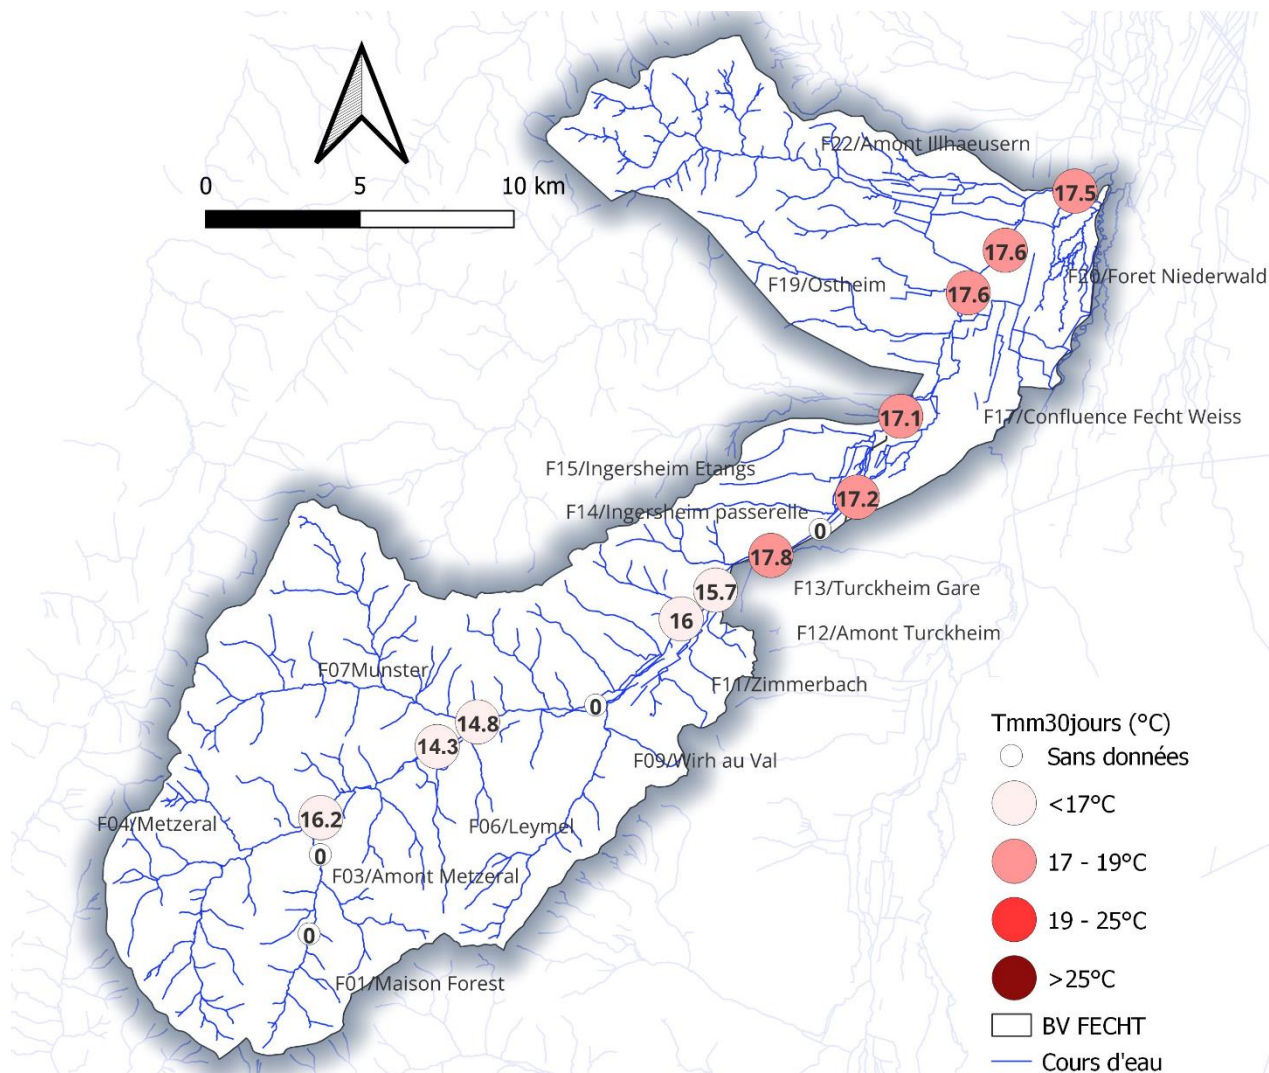 F22/Amont Illhaeusern
0 5 10 km
17.5
17.6
F20/Foret Niederwald
F19/Ostheim
17.6
17.1
F17/Confluence Fecht Weiss
F15/Ingersheim Etangs
17.2
F14/Ingersheim passerelle
0
17.8
15.7
F13/Turckheim Gare
16
F12/Amont Turckheim
F07Munster
F11/Zimmerbach
0
14.8
14.3
F09/Wirh au Val
16.2
F04/Metzeral
F06/Leymel
0
F03/Amont Metzeral
0
F01/Maison Forest
Tmm30jours (°C)
Sans données
<17°C
17 - 19°C
19 - 25°C
>25°C
BV FECHT
Cours d'eau